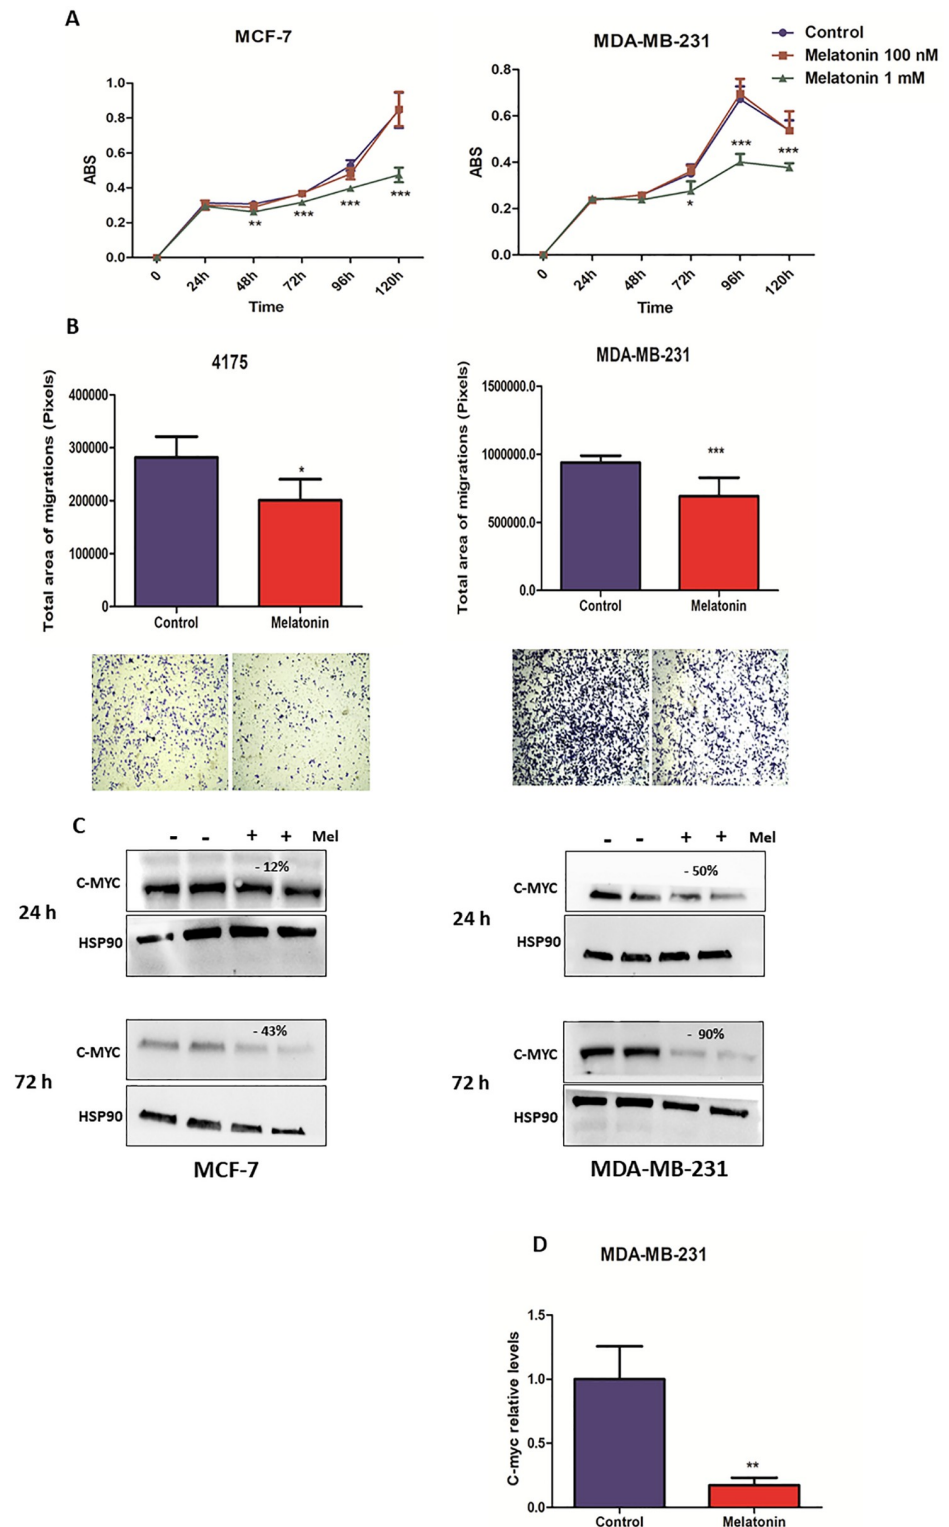 A
MCF-7
ABS
1.0
0.8
0.6
0.4
0.2
0.0
**
***
***
***
0
24h
48h
72h
96h
120h
Time
MDA-MB-231
Control
Melatonin 100 nM
Melatonin 1 mM
ABS
0.8
0.6
0.4
0.2
0.0
*
***
***
0
24h
48h
72h
96h
120h
Time
B
4175
Total area of migrations (Pixels)
400000
300000
200000
100000
0
*
Control
Melatonin
MDA-MB-231
Total area of migrations (Pixels)
1500000.0
1000000.0
500000.0
0.0
***
Control
Melatonin
C
- - + + Mel
24 h
C-MYC
- 12%
HSP90
72 h
C-MYC
- 43%
HSP90
MCF-7
- - + + Mel
24 h
C-MYC
- 50%
HSP90
72 h
C-MYC
- 90%
HSP90
MDA-MB-231
D
MDA-MB-231
C-myc relative levels
1.5
1.0
0.5
0.0
**
Control
Melatonin